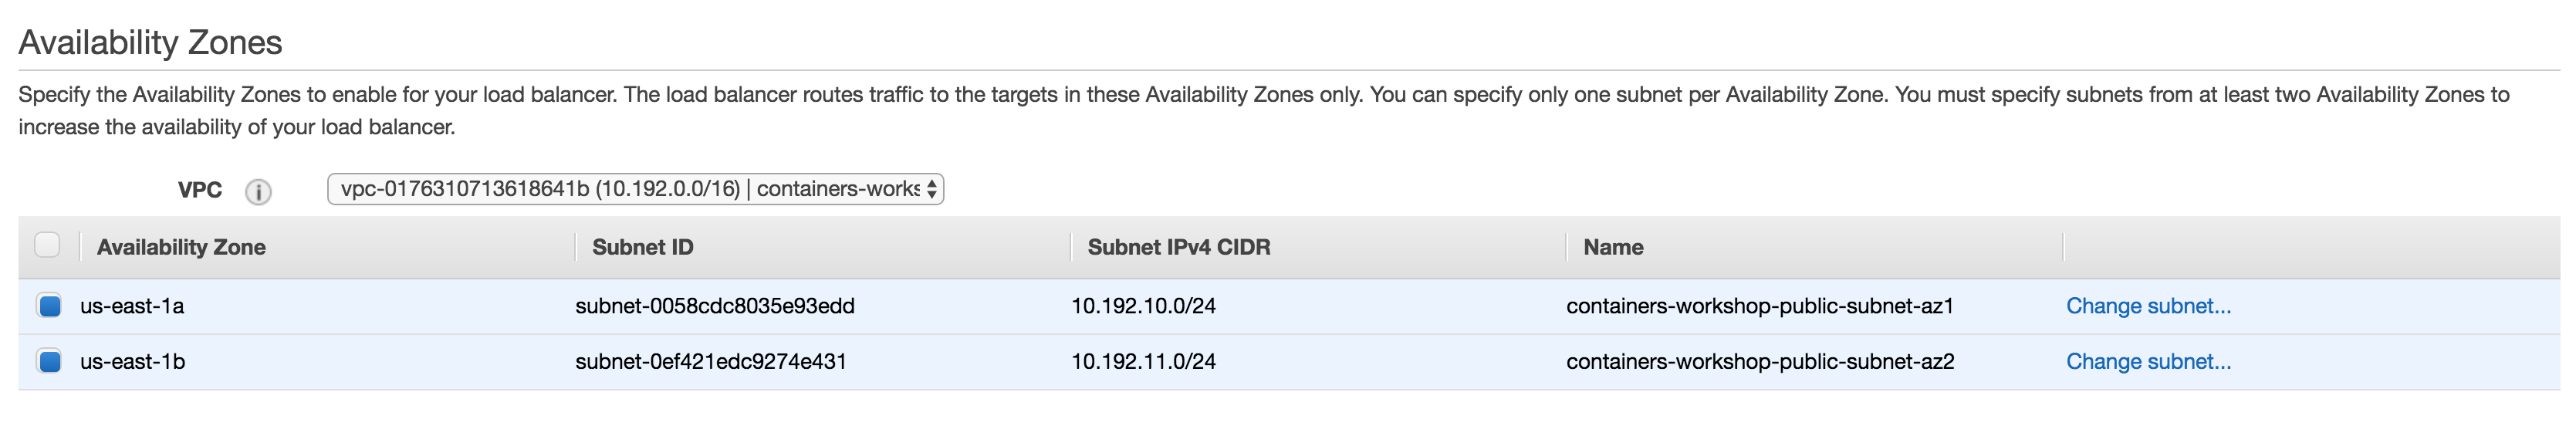 Availability Zones
Specify the Availability Zones to enable for your load balancer. The load balancer routes traffic to the targets in these Availability Zones only. You can specify only one subnet per Availability Zone. You must specify subnets from at least two Availability Zones to
increase the availability of your load balancer.
VPC i vpc-0176310713618641b (10.192.0.0/16) | containers-works
Availability Zone Subnet ID Subnet IPv4 CIDR Name
us-east-1a subnet-0058cdc8035e93edd 10.192.10.0/24 containers-workshop-public-subnet-az1 Change subnet...
us-east-1b subnet-0ef421edc9274e431 10.192.11.0/24 containers-workshop-public-subnet-az2 Change subnet...